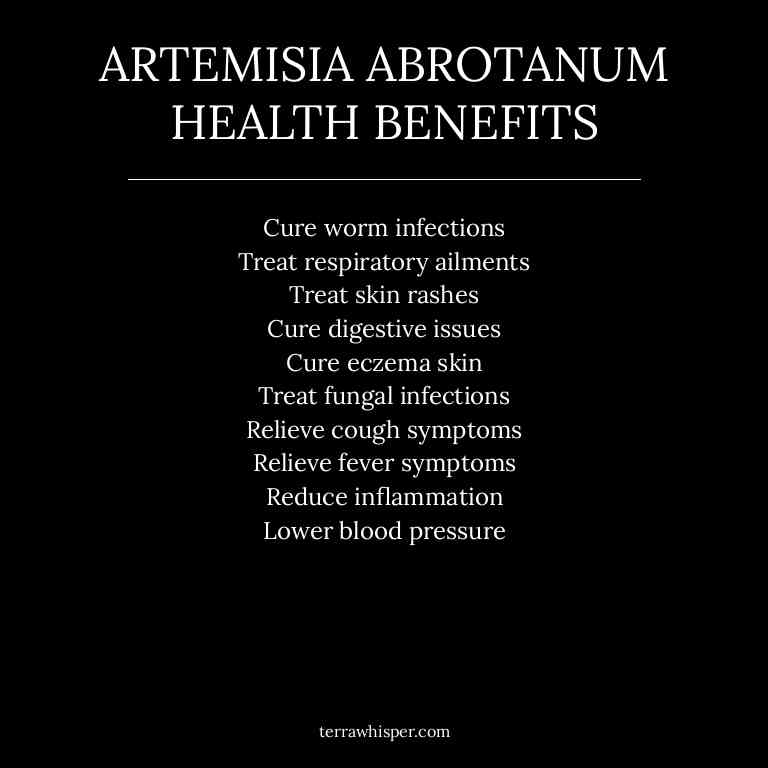 ARTEMISIA ABROTANUM
HEALTH BENEFITS
Cure worm infections
Treat respiratory ailments
Treat skin rashes
Cure digestive issues
Cure eczema skin
Treat fungal infections
Relieve cough symptoms
Relieve fever symptoms
Reduce inflammation
Lower blood pressure
terrawhisper.com